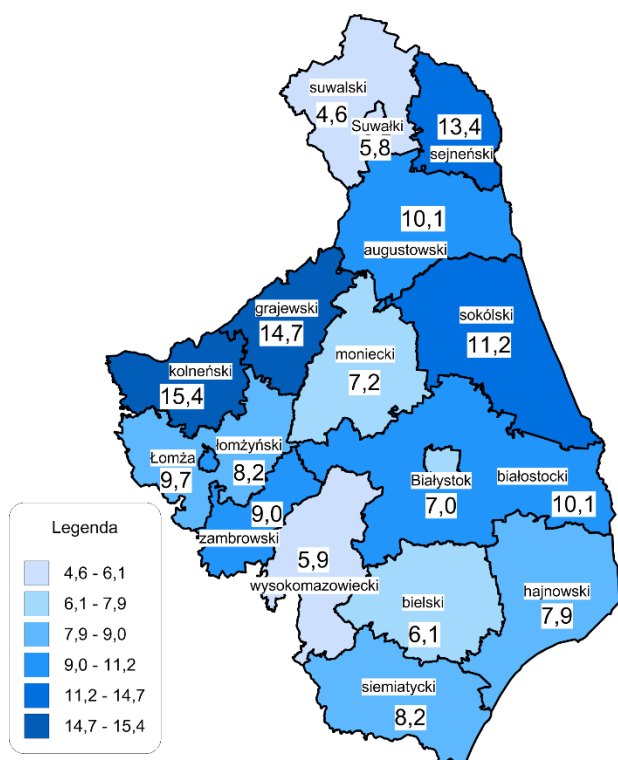 suwalski
4,6
Suwałki
5,8
13,4
sejneński
10,1
augustowski
grajewski
14,7
sokólski
11,2
moniecki
7,2
kolneński
15,4
łomżyński
8,2
Łomża
9,7
9,0
zambrowski
Białystok
7,0
białostocki
10,1
5,9
wysokomazowiecki
bielski
6,1
hajnowski
7,9
siemiatycki
8,2
Legenda
4,6 - 6,1
6,1 - 7,9
7,9 - 9,0
9,0 - 11,2
11,2 - 14,7
14,7 - 15,4